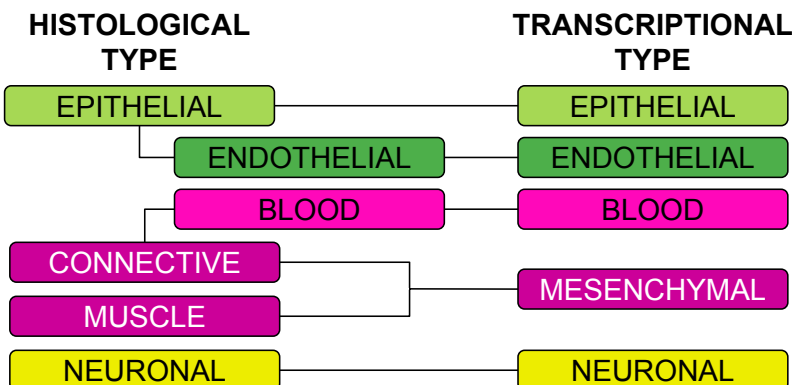 HISTOLOGICAL TYPE
TRANSCRIPTIONAL TYPE
EPITHELIAL
EPITHELIAL
ENDOTHELIAL
ENDOTHELIAL
BLOOD
BLOOD
CONNECTIVE
MESENCHYMAL
MUSCLE
NEURONAL
NEURONAL